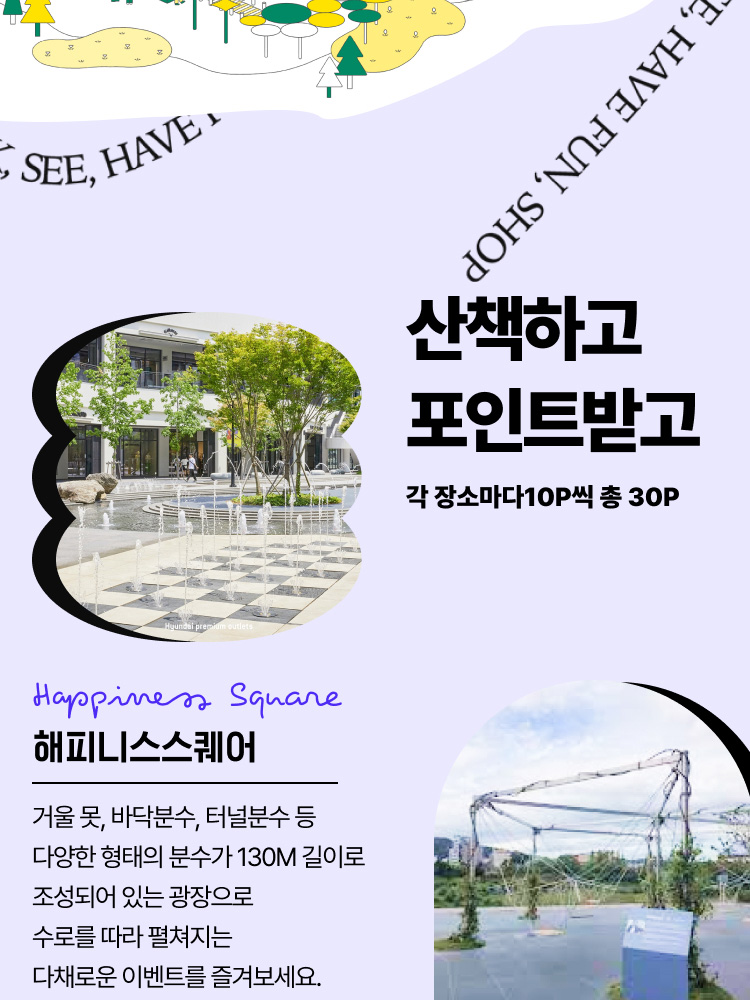 SEE, HAVE
SEE, HAVE FUN, SHOP
산책하고
포인트받고
각 장소마다10P씩 총 30P
Hyundai premium outlets
Happiness Square
해피니스스퀘어
거울 못, 바닥분수, 터널분수 등
다양한 형태의 분수가 130M 길이로
조성되어 있는 광장으로
수로를 따라 펼쳐지는
다채로운 이벤트를 즐겨보세요.